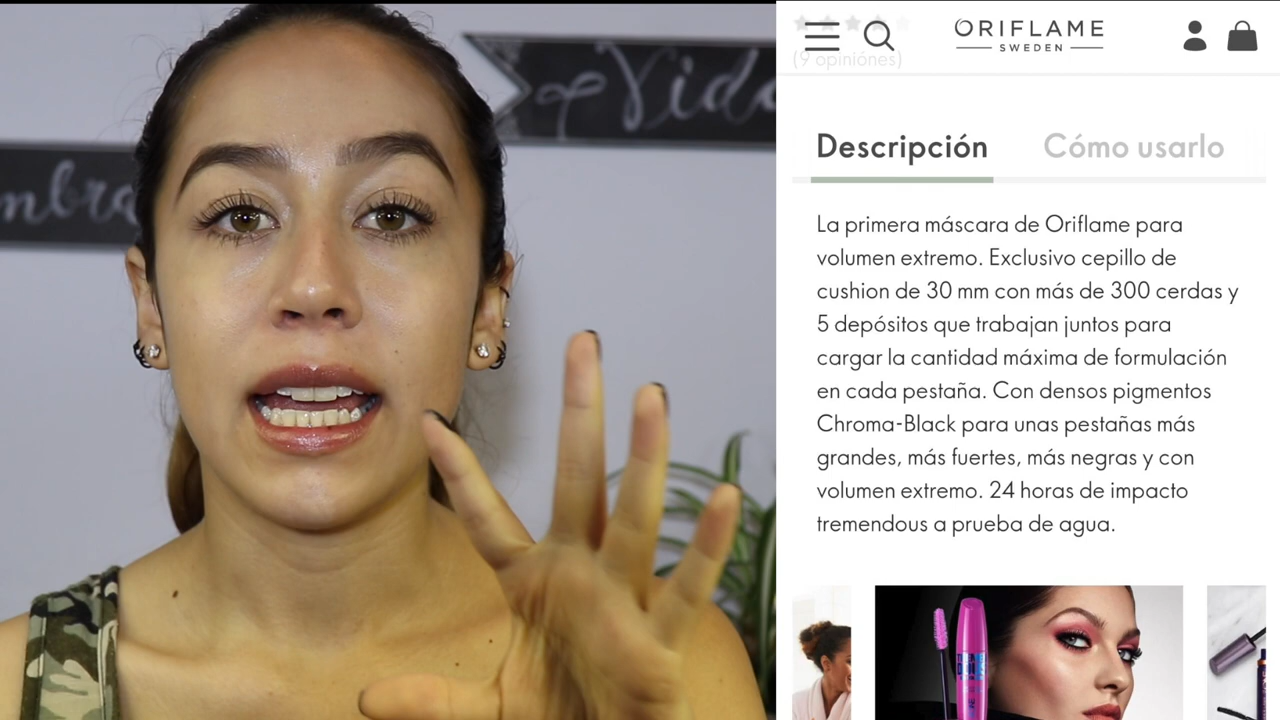 Vida
ORIFLAME
SWEDEN
(9 opiniónes)
Descripción
Cómo usarlo
La primera máscara de Oriflame para
volumen extremo. Exclusivo cepillo de
cushion de 30 mm con más de 300 cerdas y
5 depósitos que trabajan juntos para
cargar la cantidad máxima de formulación
en cada pestaña. Con densos pigmentos
Chroma-Black para unas pestañas más
grandes, más fuertes, más negras y con
volumen extremo. 24 horas de impacto
tremendous a prueba de agua.